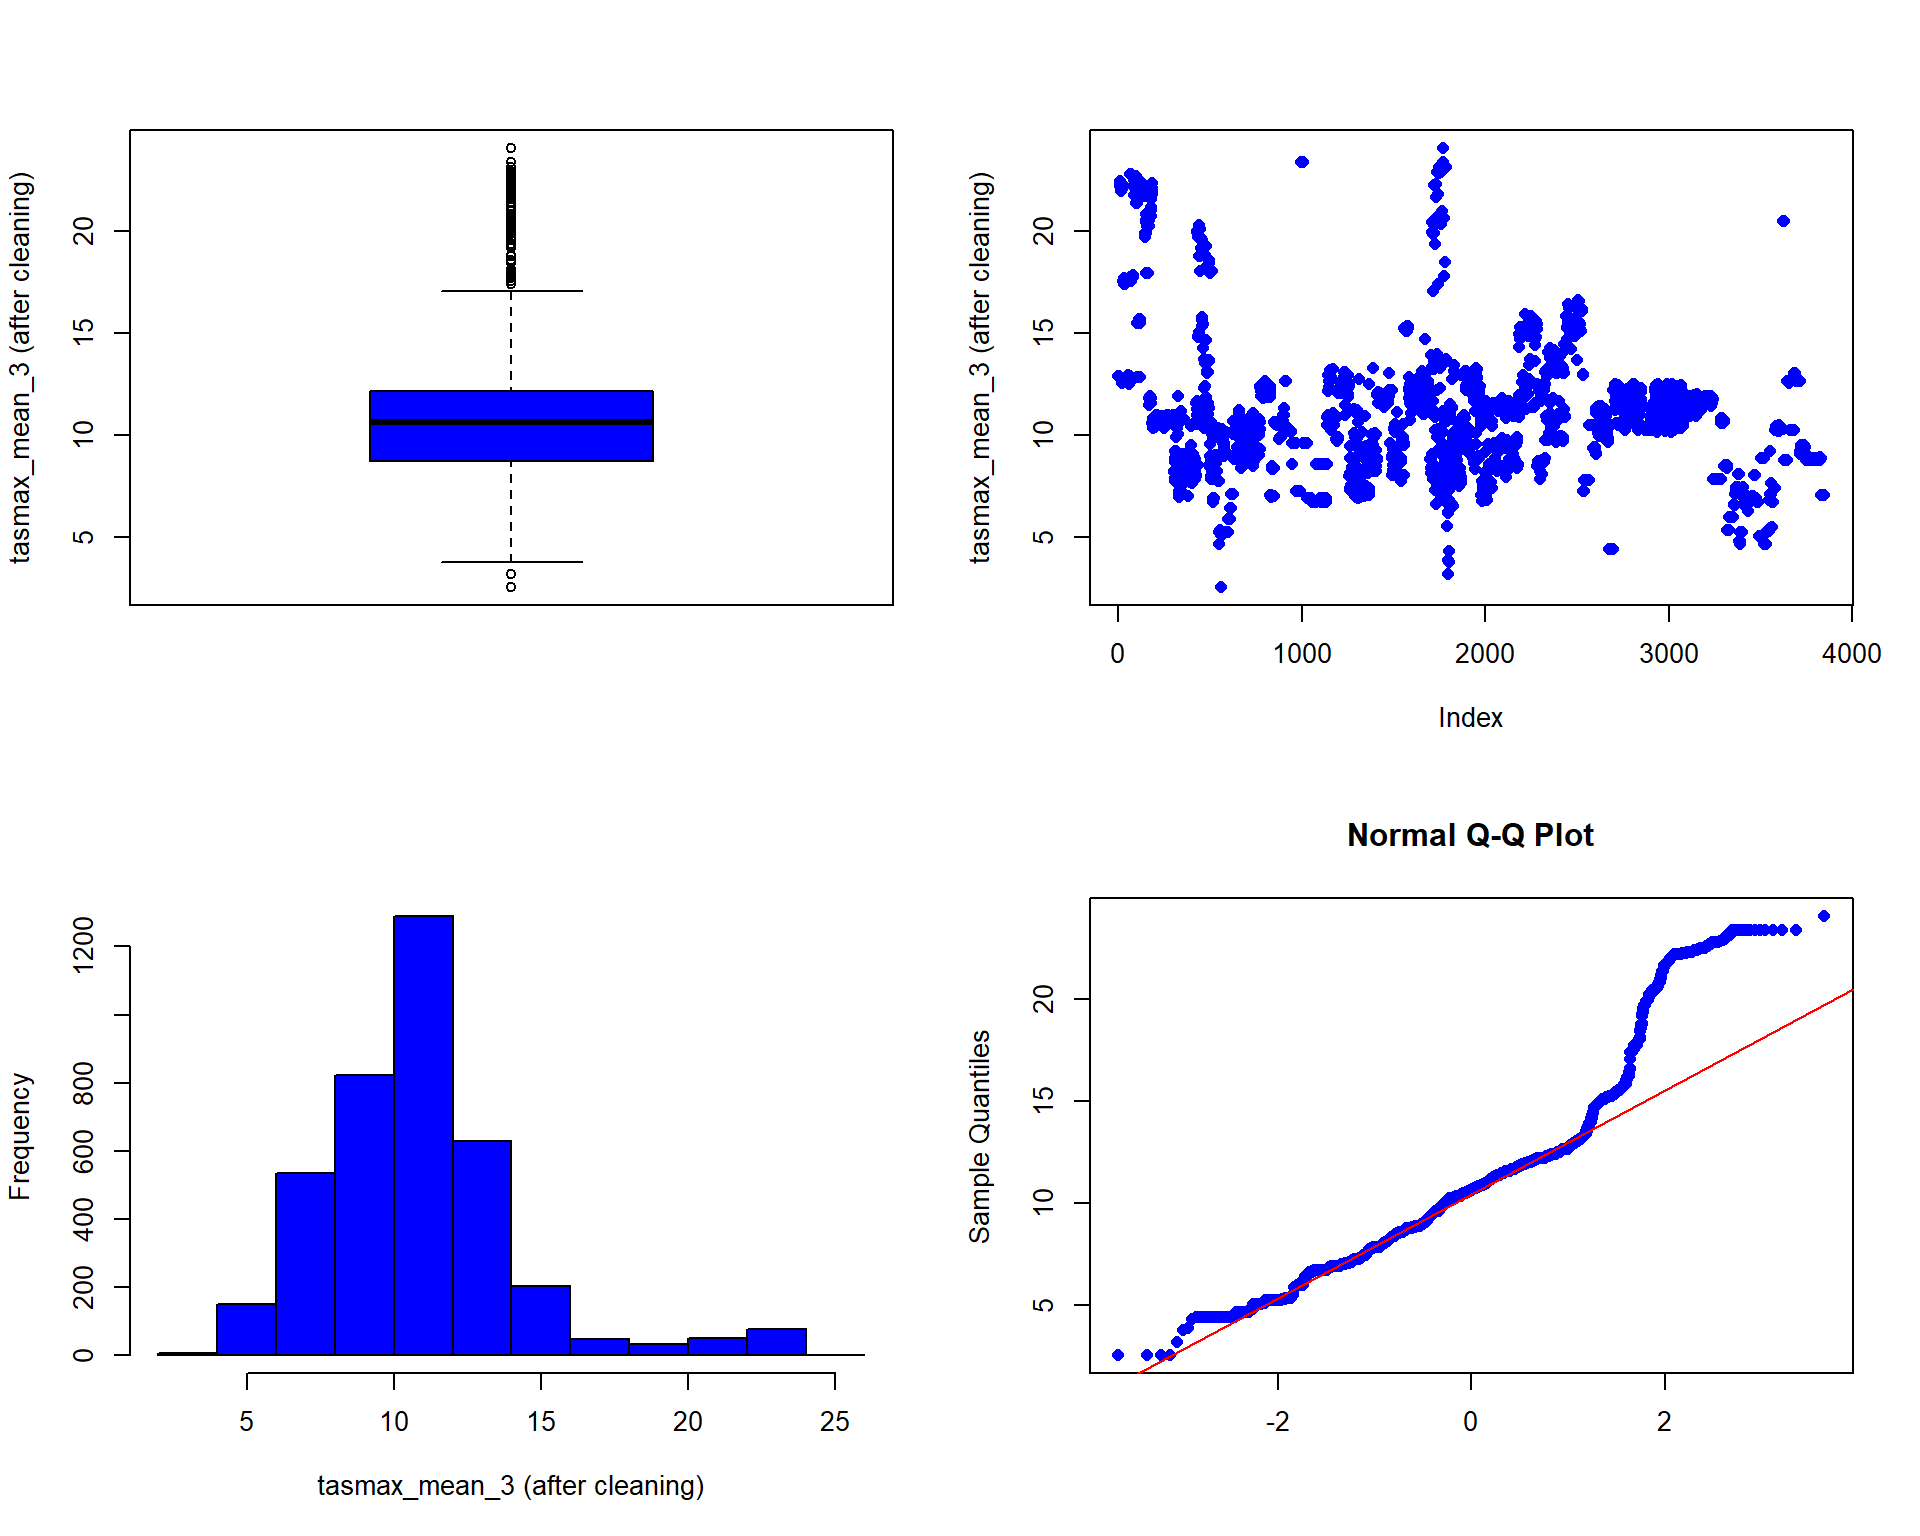 tasmax_mean_3 (after cleaning)
20
15
10
5
tasmax_mean_3 (after cleaning)
20
15
10
5
0 1000 2000 3000 4000
Index
Frequency
1200
800
600
400
200
0
5 10 15 20 25
tasmax_mean_3 (after cleaning)
Normal Q-Q Plot
Sample Quantiles
20
15
10
5
-2 0 2